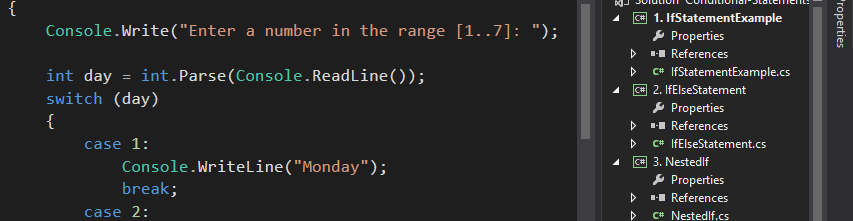 {
Console.Write("Enter a number in the range [1..7]: ");
int day = int.Parse(Console.ReadLine());
switch (day)
{
case 1:
Console.WriteLine("Monday");
break;
case 2:
Solution 'Conditional-Statements
C# 1. IfStatementExample
Properties
References
C# IfStatementExample.cs
C# 2. IfElseStatement
Properties
References
C# IfElseStatement.cs
C# 3. NestedIf
Properties
References
C# NestedIf.cs
Properties